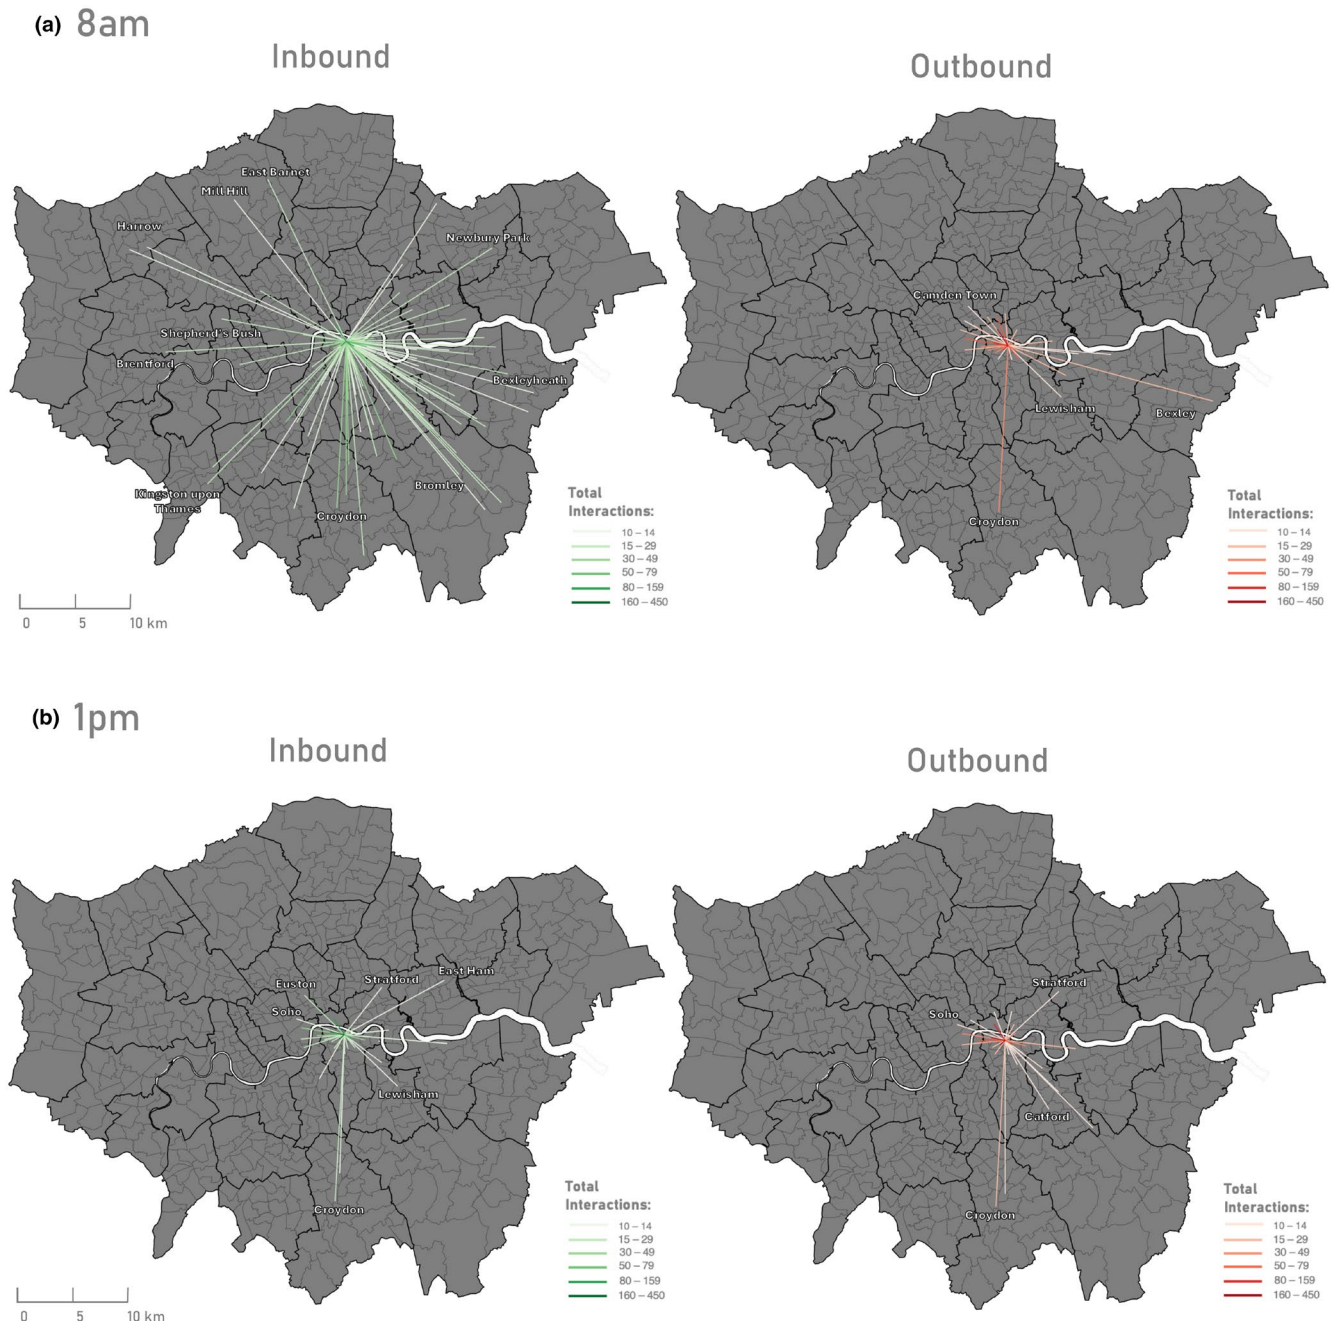 (a) 8am
Inbound
Outbound
East Barnet
Mill Hill
Harrow
Newbury Park
Shepherd's Bush
Brentford
Bexleyheath
Kingston upon
Thames
Bromley
Croydon
Total
Interactions:
10 – 14
15 – 29
30 – 49
50 – 79
80 – 159
160 – 450
0 5 10 km
Camden Town
Lewisham
Bexley
Croydon
Total
Interactions:
10 – 14
15 – 29
30 – 49
50 – 79
80 – 159
160 – 450
(b) 1pm
Inbound
Outbound
Euston
Stratford
East Ham
Soho
Lewisham
Croydon
Total
Interactions:
10 – 14
15 – 29
30 – 49
50 – 79
80 – 159
160 – 450
0 5 10 km
Stratford
Soho
Catford
Croydon
Total
Interactions:
10 – 14
15 – 29
30 – 49
50 – 79
80 – 159
160 – 450